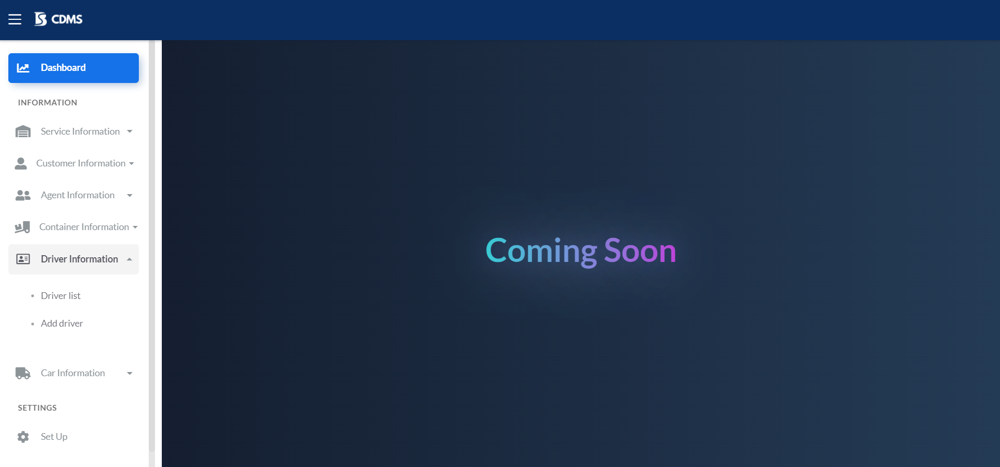 CDMS
Dashboard
INFORMATION
Service Information
Customer Information
Agent Information
Container Information
Driver Information
Driver list
Add driver
Car Information
SETTINGS
Set Up
Coming Soon